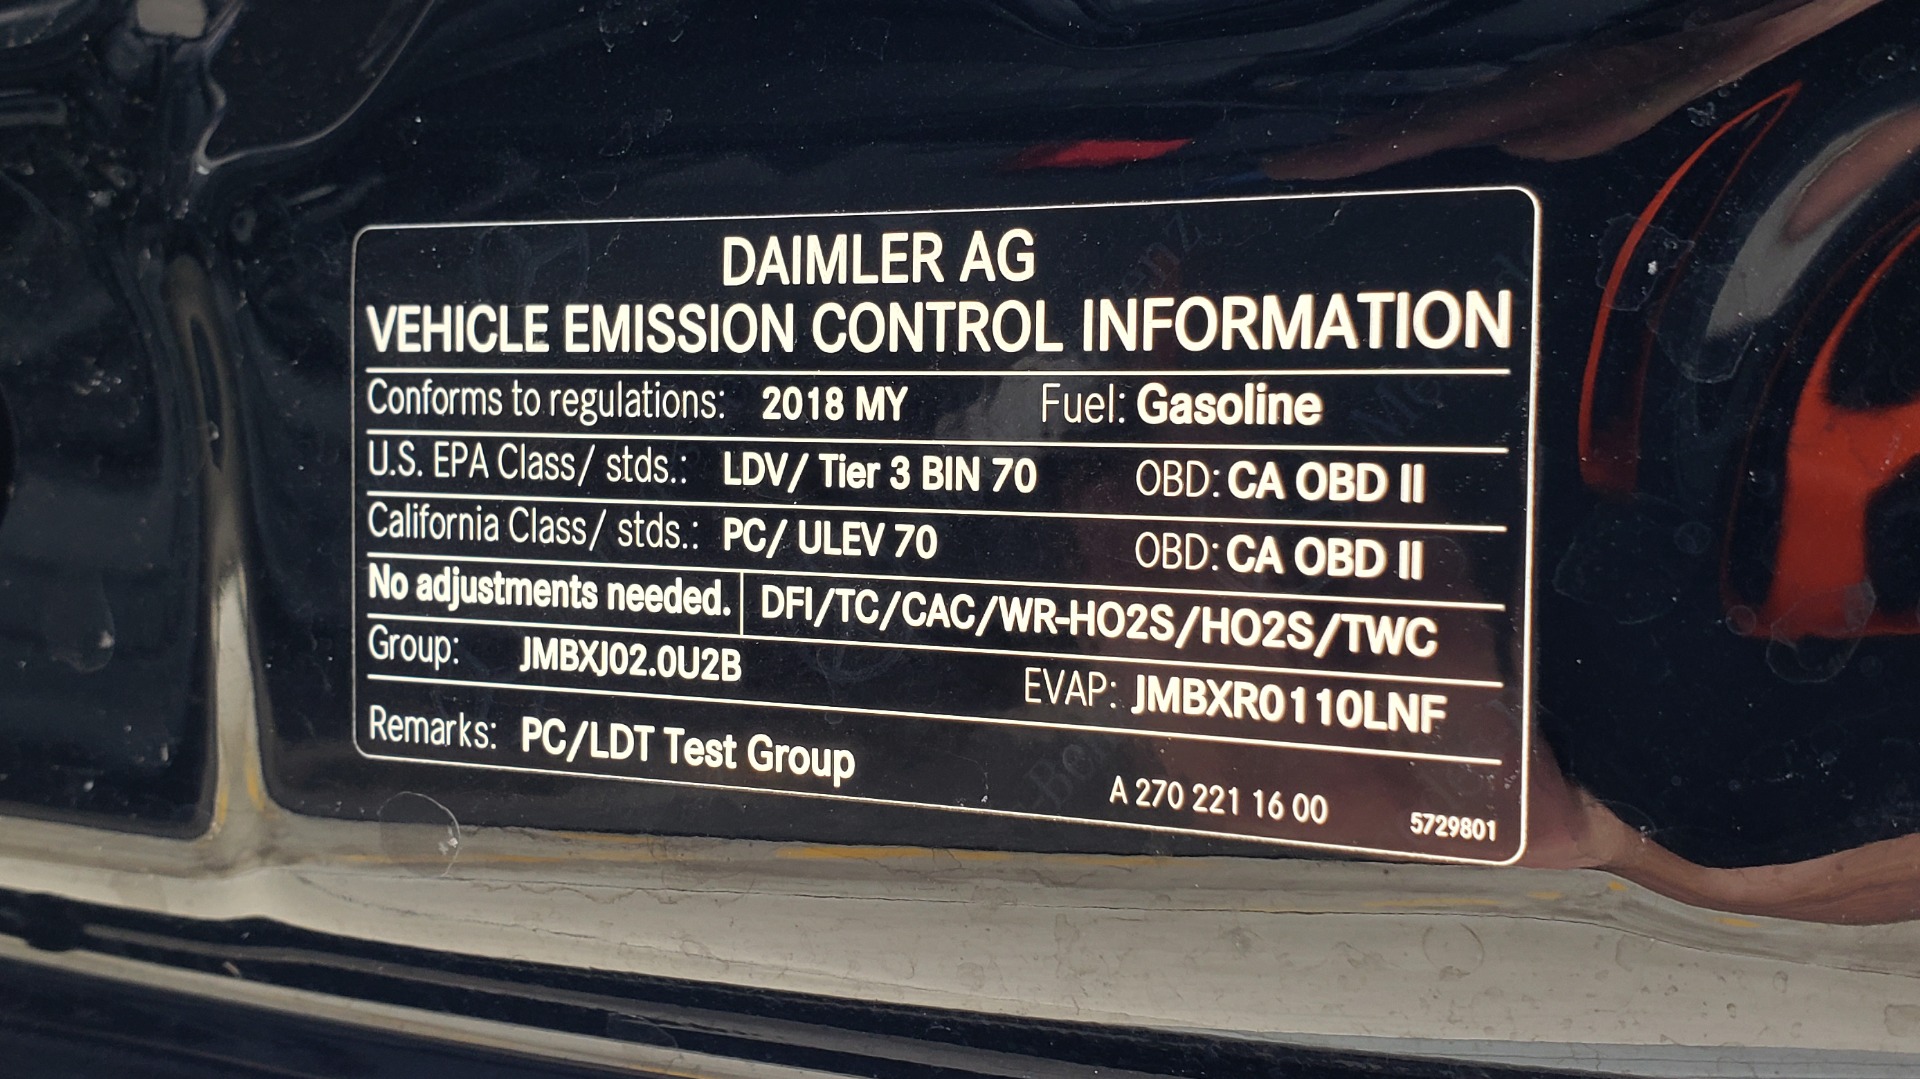 DAIMLER AG
VEHICLE EMISSION CONTROL INFORMATION
Conforms to regulations: 2018 MY Fuel: Gasoline
U.S. EPA Class/ stds.: LDV/ Tier 3 BIN 70 OBD: CA OBD II
California Class/ stds.: PC/ ULEV 70 OBD: CA OBD II
No adjustments needed. DFI/TC/CAC/WR-HO2S/HO2S/TWC
Group: JMBXJ02.0U2B EVAP: JMBXR0110LNF
Remarks: PC/LDT Test Group
A 270 221 16 00 5729801